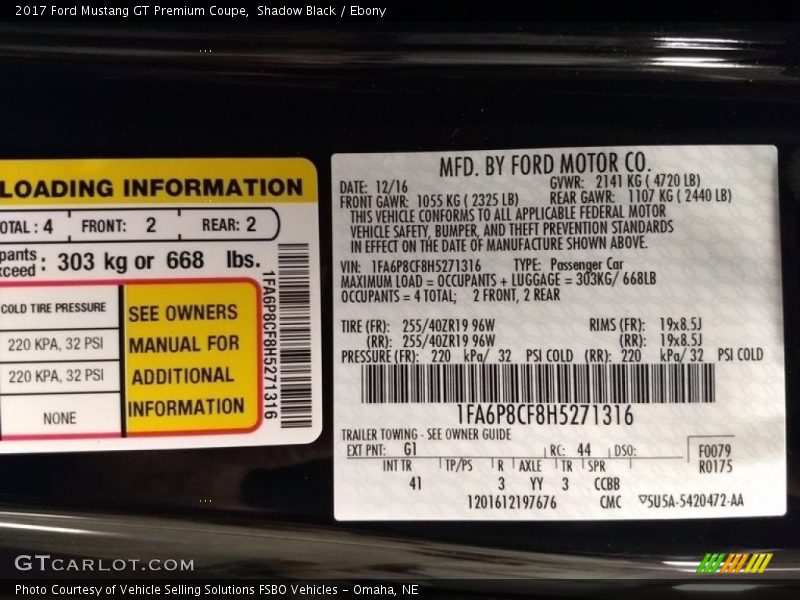 2017 Ford Mustang GT Premium Coupe, Shadow Black / Ebony
LOADING INFORMATION
OTAL : 4 FRONT: 2 REAR: 2
pants
xceed : 303 kg or 668 lbs.
COLD TIRE PRESSURE
220 KPA, 32 PSI
220 KPA, 32 PSI
NONE
SEE OWNERS
MANUAL FOR
ADDITIONAL
INFORMATION
1FA6P8CF8H5271316
MFD. BY FORD MOTOR CO.
DATE: 12/16 GVWR: 2141 KG ( 4720 LB)
FRONT GAWR: 1055 KG ( 2325 LB) REAR GAWR: 1107 KG ( 2440 LB)
THIS VEHICLE CONFORMS TO ALL APPLICABLE FEDERAL MOTOR
VEHICLE SAFETY, BUMPER, AND THEFT PREVENTION STANDARDS
IN EFFECT ON THE DATE OF MANUFACTURE SHOWN ABOVE.
VIN: 1FA6P8CF8H5271316 TYPE: Passenger Car
MAXIMUM LOAD = OCCUPANTS + LUGGAGE = 303KG/ 668LB
OCCUPANTS = 4 TOTAL; 2 FRONT, 2 REAR
TIRE (FR): 255/40ZR19 96W RIMS (FR): 19x8.5J
(RR): 255/40ZR19 96W (RR): 19x8.5J
PRESSURE (FR): 220 kPa/ 32 PSI COLD (RR): 220 kPa/ 32 PSI COLD
1FA6P8CF8H5271316
TRAILER TOWING - SEE OWNER GUIDE
EXT PNT: G1 RC: 44 DSO: F0079
INT TR TP/PS R AXLE TR SPR R0175
41 3 YY 3 CCBB
1201612197676 CMC 5U5A-5420472-AA
GTCARLOT.COM
Photo Courtesy of Vehicle Selling Solutions FSBO Vehicles – Omaha, NE